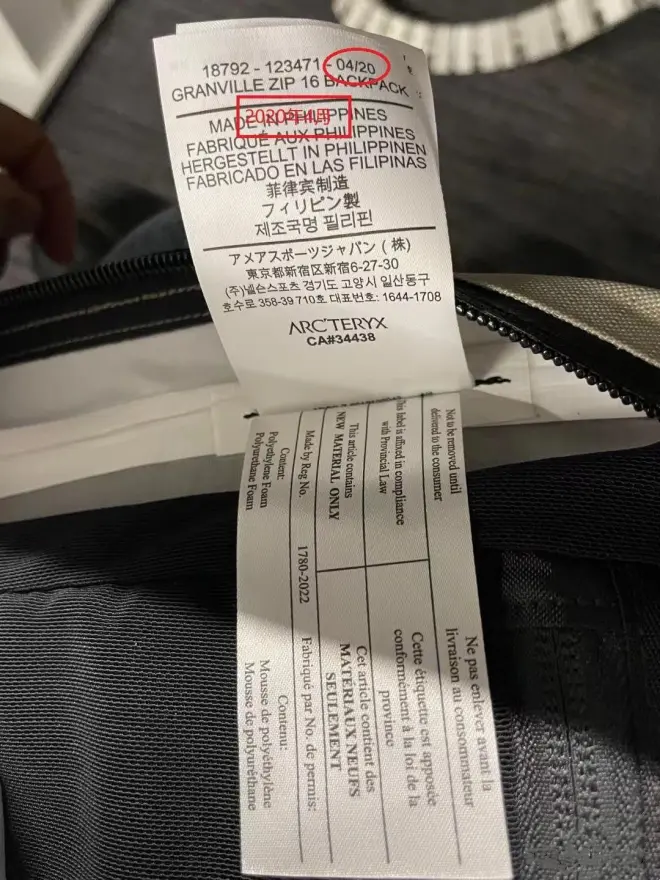 18792 - 123471 - 04/20
GRANVILLE ZIP 16 BACKPACK
2020年4月
MADE IN PHILIPPINES
FABRIQUÉ AUX PHILIPPINES
HERGESTELLT IN PHILIPPINEN
FABRICADO EN LAS FILIPINAS
菲律宾制造
フィリピン製
제조국명 필리핀
アメアスポーツジャパン (株)
東京都新宿区新宿6-27-30
(주)넬슨스포츠 경기도 고양시 일산동구
호수로 358-39 710호 대표번호: 1644-1708
ARC'TERYX
CA#34438
Not to be removed until
delivered to the consumer
This label is affixed in compliance
with Provincial Law
This article contains
NEW MATERIAL ONLY
Made by Reg No.
1780-2022
Content:
Polyethylene Foam
Polyurethane Foam
Ne pas enlever avant la
livraison au consommateur
Cette étiquette est apposée
conformément à la loi de la
province
Cet article contient des
MATÉRIAUX NEUFS
SEULEMENT
Fabriqué par No. de permis:
Contenu:
Mousse de polyéthylène
Mousse de polyuréthane